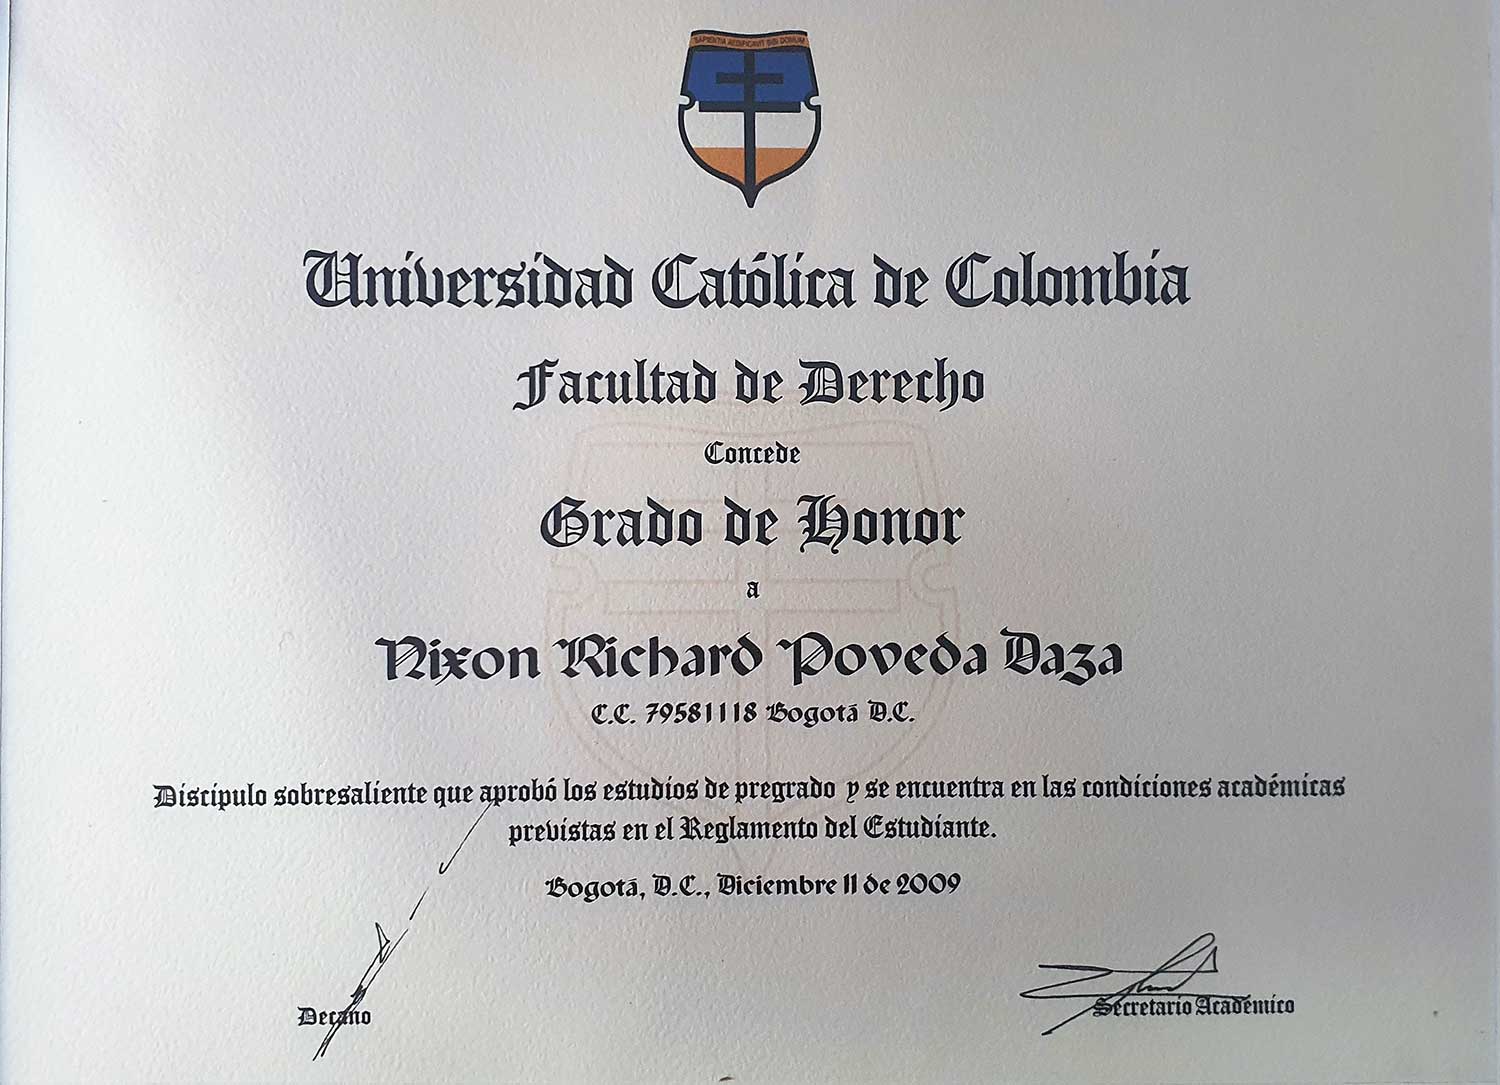 SAPIENTIA AEDIFICAVIT SIBI DOMUM
Universidad Católica de Colombia
Facultad de Derecho
Concede
Grado de Honor
a
Nixon Richard Poveda Daza
C.C. 79581118 Bogotá D.C.
Discipulo sobresaliente que aprobó los estudios de pregrado y se encuentra en las condiciones académicas
previstas en el Reglamento del Estudiante.
Bogotá, D.C., Diciembre 11 de 2009
Decano
Secretario Académico